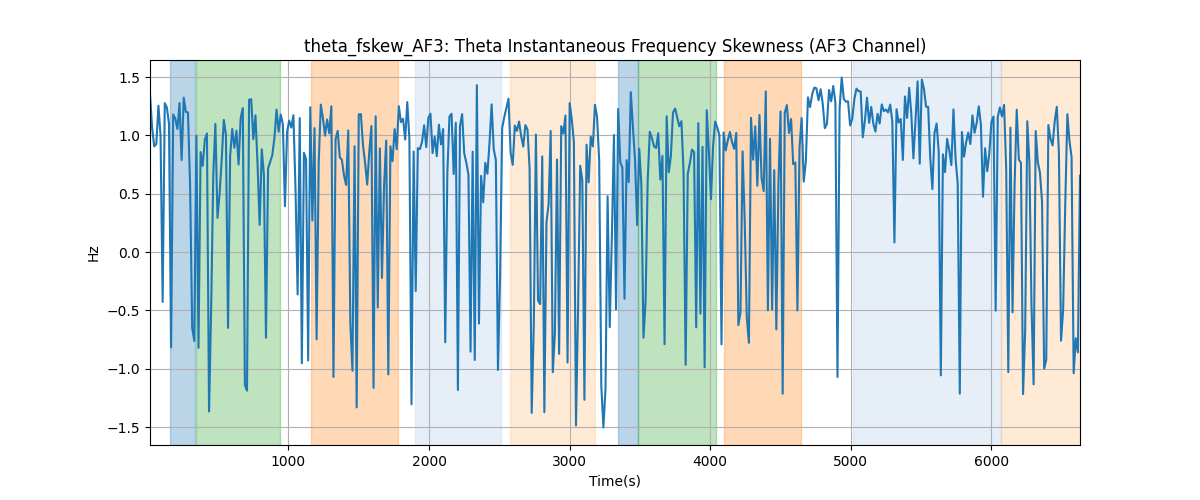 theta_fskew_AF3: Theta Instantaneous Frequency Skewness (AF3 Channel)
1.5
1.0
0.5
0.0
−0.5
−1.0
−1.5
Hz
1000 2000 3000 4000 5000 6000
Time(s)